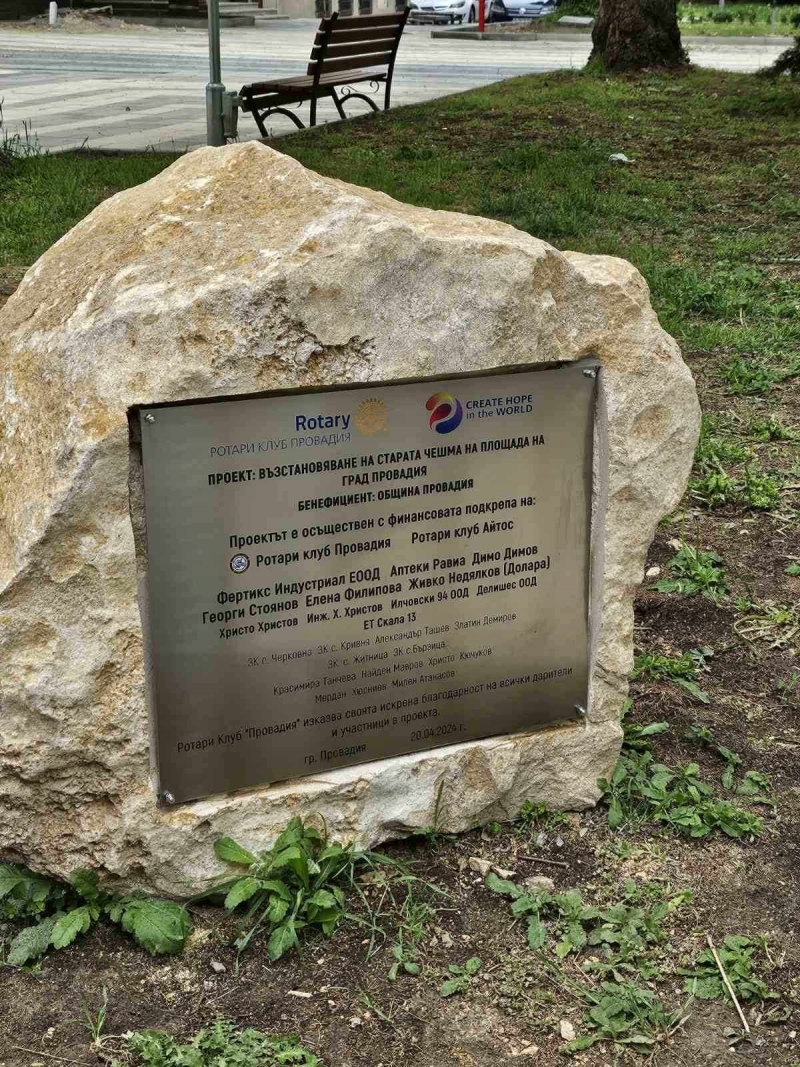 Rotary
РОТАРИ КЛУБ ПРОВАДИЯ
CREATE HOPE
in the WORLD
ПРОЕКТ: ВЪЗСТАНОВЯВАНЕ НА СТАРАТА ЧЕШМА НА ПЛОЩАДА НА
ГРАД ПРОВАДИЯ
БЕНЕФИЦИЕНТ: ОБЩИНА ПРОВАДИЯ
Проектът е осъществен с финансовата подкрепа на:
Ротари клуб Провадия Ротари клуб Айтос
Фертикс Индустриал ЕООД Аптеки Равиа Димо Димов
Георги Стоянов Елена Филипова Живко Недялков (Долара)
Христо Христов Инж. Х. Христов Илчовски 94 ООД Делишес ООД
ЕТ Скала 13
ЗК с. Черковна ЗК с. Кривня Александър Ташев Златин Демиров
ЗК с. Житница ЗК с.Бързица
Красимира Танчева Найден Мавров Христо Кючуков
Мердан Хюсниев Милен Атанасов
Ротари Клуб "Провадия" изказва своята искрена благодарност на всички дарители
и участници в проекта.
гр. Провадия 20.04.2024 г.